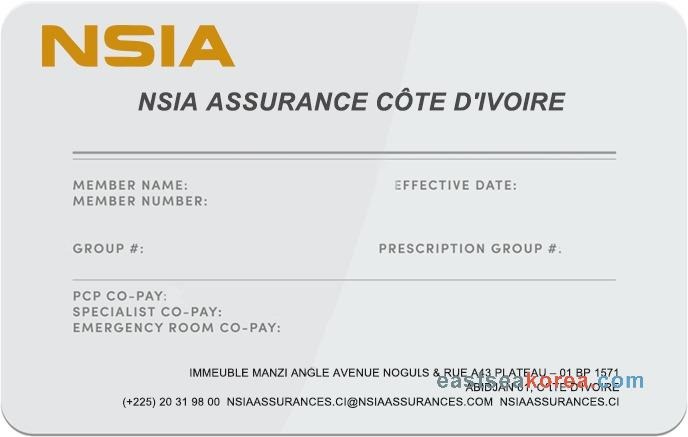 NSIA
NSIA ASSURANCE CÔTE D'IVOIRE
MEMBER NAME: EFFECTIVE DATE:
MEMBER NUMBER:
GROUP #: PRESCRIPTION GROUP #.
PCP CO-PAY:
SPECIALIST CO-PAY:
EMERGENCY ROOM CO-PAY:
IMMEUBLE MANZI ANGLE AVENUE NOGULS & RUE A43 PLATEAU – 01 BP 1571
eastseakorea.com
ABIDJAN 01, CÔTE D'IVOIRE
(+225) 20 31 98 00 NSIAASSURANCES.CI@NSIAASSURANCES.COM NSIAASSURANCES.CI